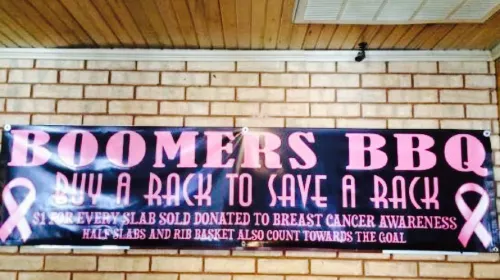 BOOMERS BBQ
BUY A RACK TO SAVE A RACK
$1 FOR EVERY SLAB SOLD DONATED TO BREAST CANCER AWARENESS
HALF SLABS AND RIB BASKET ALSO COUNT TOWARDS THE GOAL